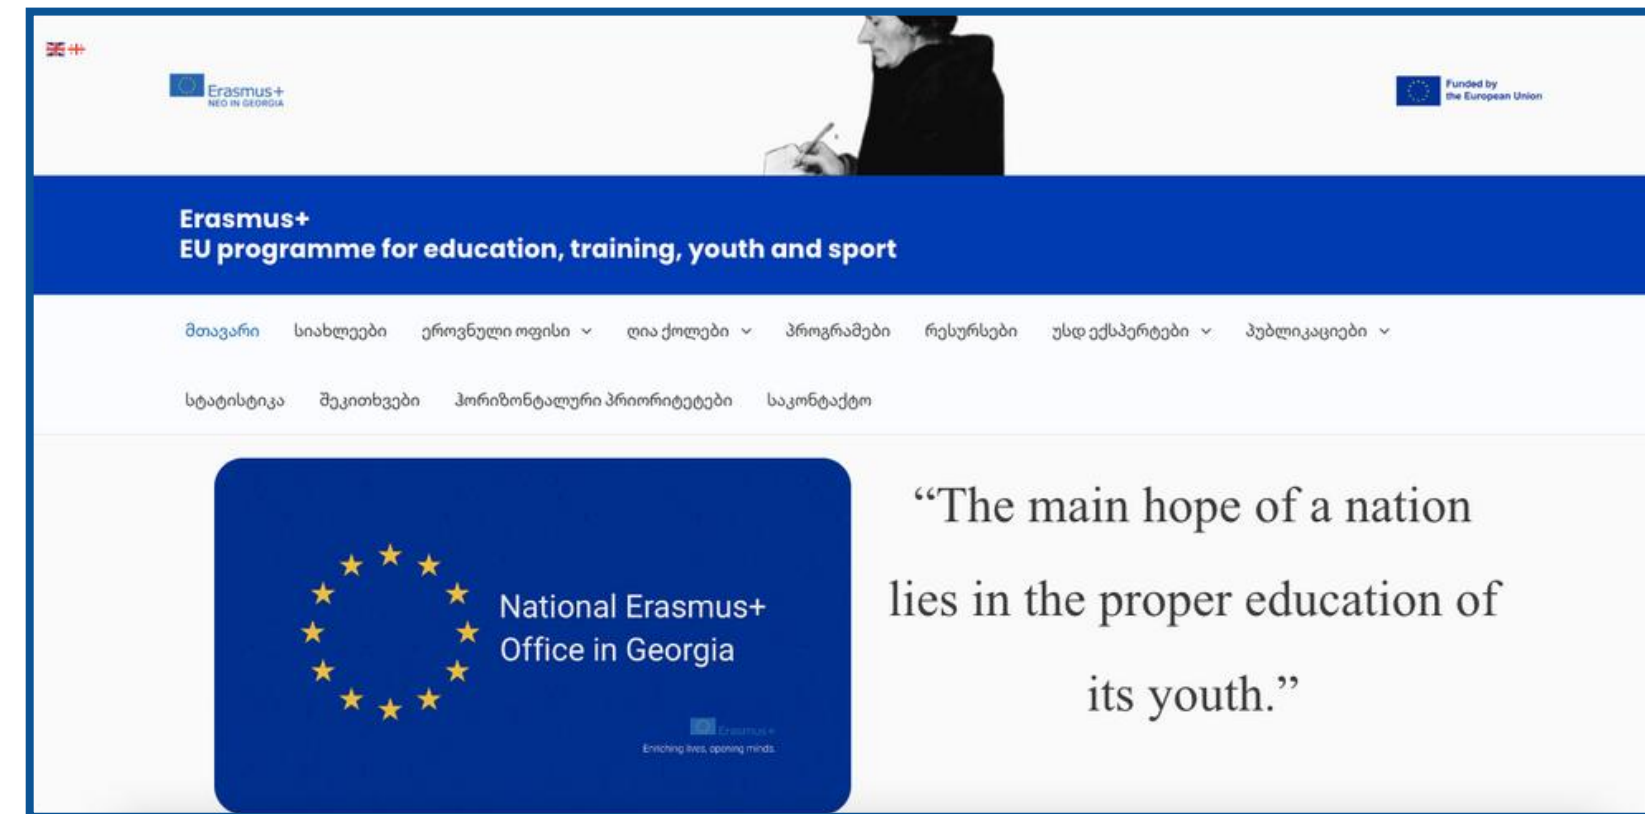 Erasmus+
NEO IN GEORGIA
Funded by
the European Union
Erasmus+
EU programme for education, training, youth and sport
მთავარი სიახლეები ეროვნული ოფისი ღია ქოლები პროგრამები რესურსები უსდ ექსპერტები პუბლიკაციები
სტატისტიკა შეკითხვები ჰორიზონტალური პრიორიტეტები საკონტაქტო
“The main hope of a nation
lies in the proper education of
its youth.”
National Erasmus+
Office in Georgia
Erasmus+
Enriching lives, opening minds.